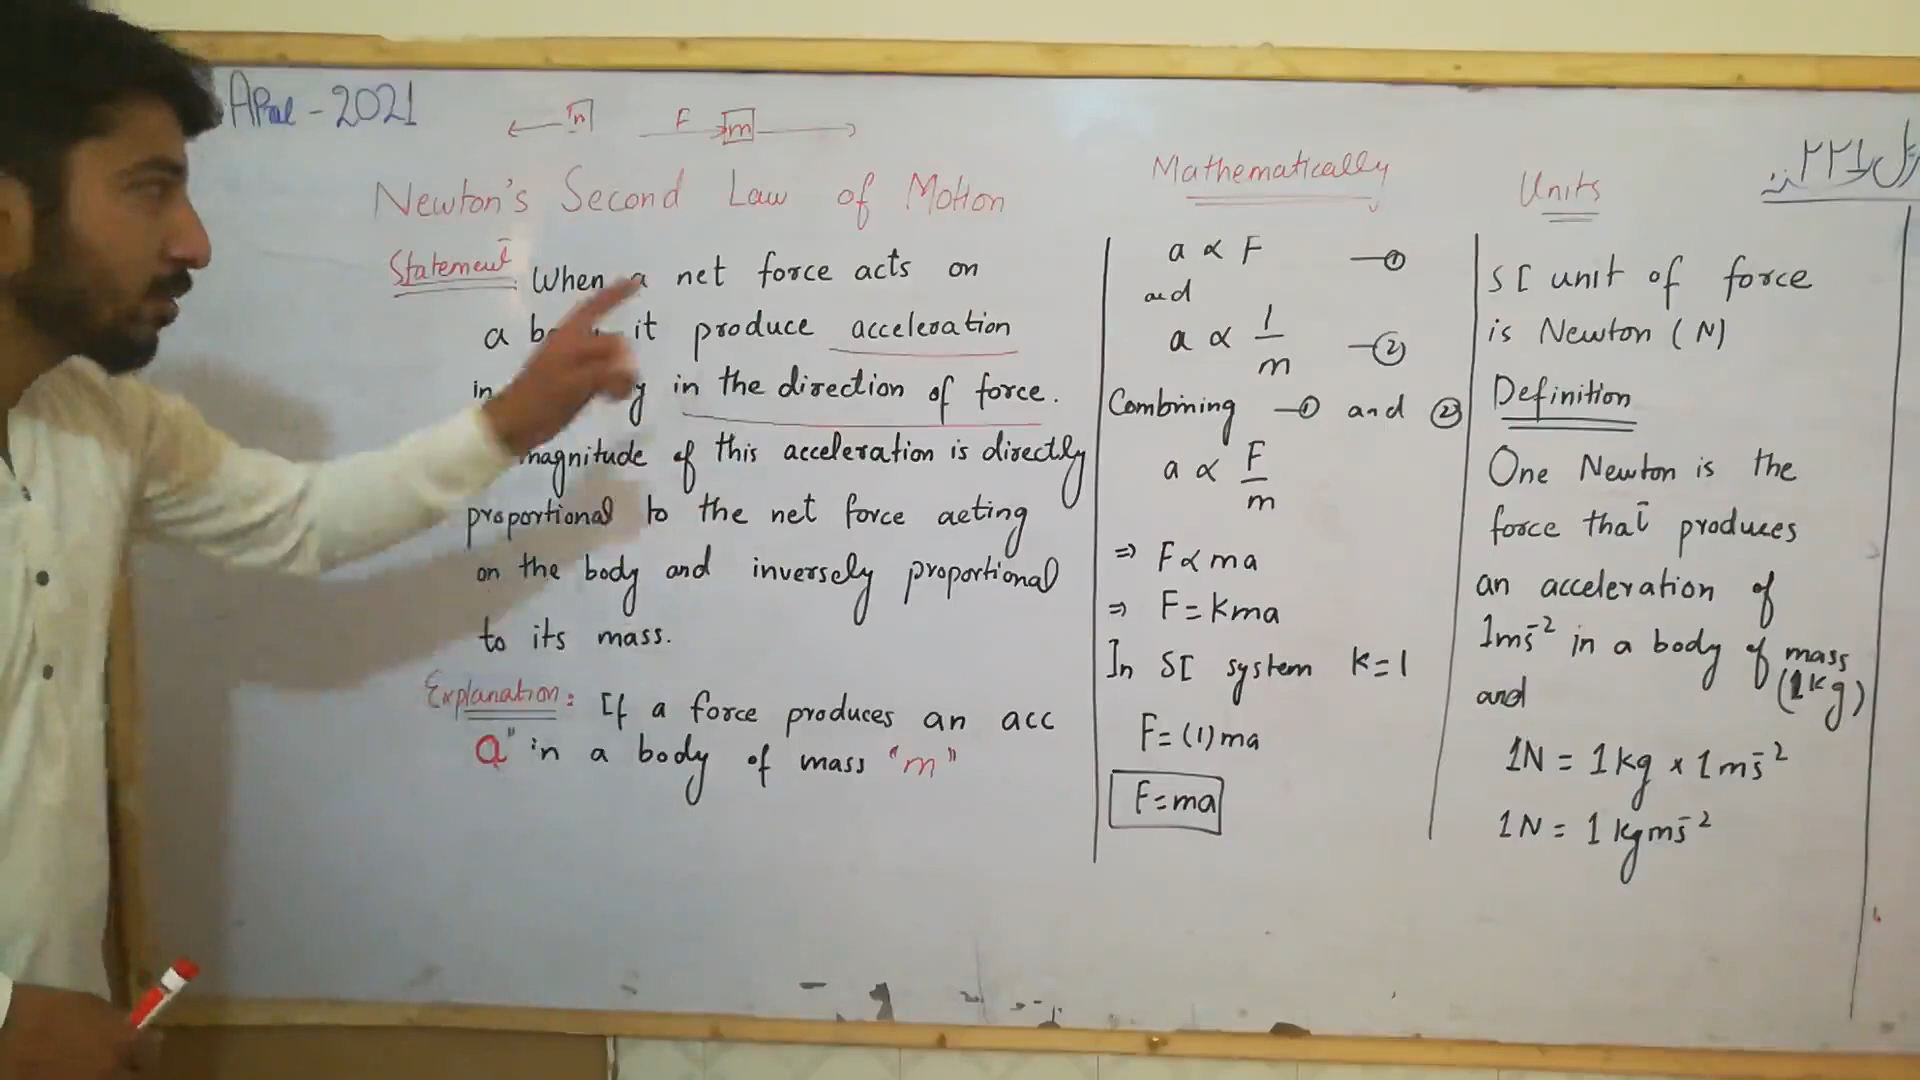 April - 2021
m F m
Newton's Second Law of Motion
Statement When a net force acts on
a it produce acceleration
in the direction of force.
magnitude of this acceleration is directly
proportional to the net force acting
on the body and inversely proportional
to its mass.
Explanation: If a force produces an acc
a" in a body of mass "m"
Mathematically
a ∝ F —①
and
a ∝ 1/m —②
Combining —① and ②
a ∝ F/m
⇒ F ∝ ma
⇒ F = Kma
In SI system K=1
F = (1)ma
F=ma
Units
SI unit of force
is Newton (N)
Definition
One Newton is the
force that produces
an acceleration of
1ms⁻² in a body of mass
(1kg)
and
1N = 1kg × 1ms⁻²
1N = 1kgms⁻²